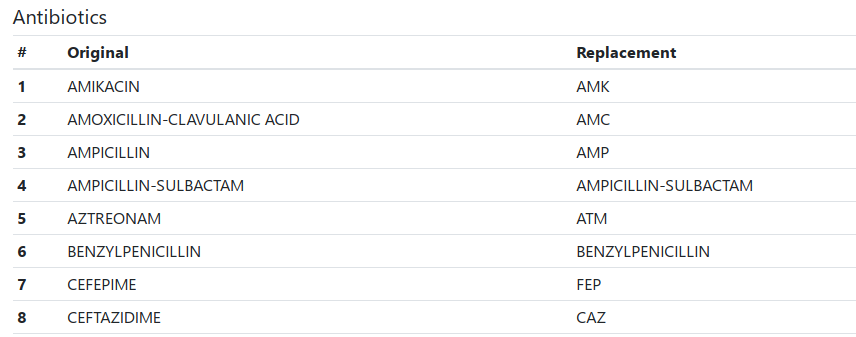 Antibiotics
# Original Replacement
1 AMIKACIN AMK
2 AMOXICILLIN-CLAVULANIC ACID AMC
3 AMPICILLIN AMP
4 AMPICILLIN-SULBACTAM AMPICILLIN-SULBACTAM
5 AZTREONAM ATM
6 BENZYLPENICILLIN BENZYLPENICILLIN
7 CEFEPIME FEP
8 CEFTAZIDIME CAZ